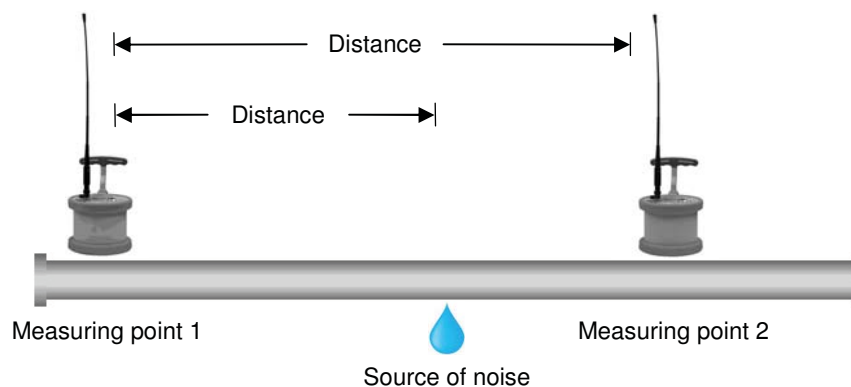 Distance
Distance
Measuring point 1
Measuring point 2
Source of noise